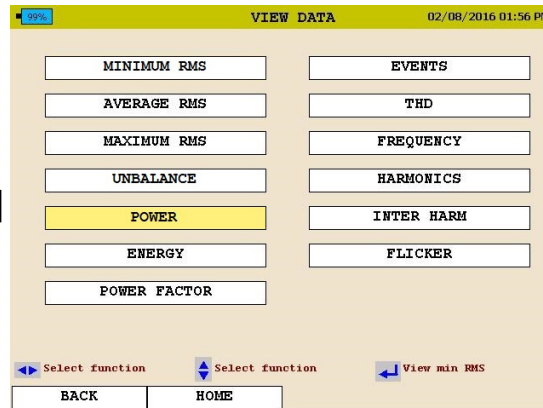 99% VIEW DATA 02/08/2016 01:56 PM
MINIMUM RMS EVENTS
AVERAGE RMS THD
MAXIMUM RMS FREQUENCY
UNBALANCE HARMONICS
POWER INTER HARM
ENERGY FLICKER
POWER FACTOR
Select function Select function View min RMS
BACK HOME